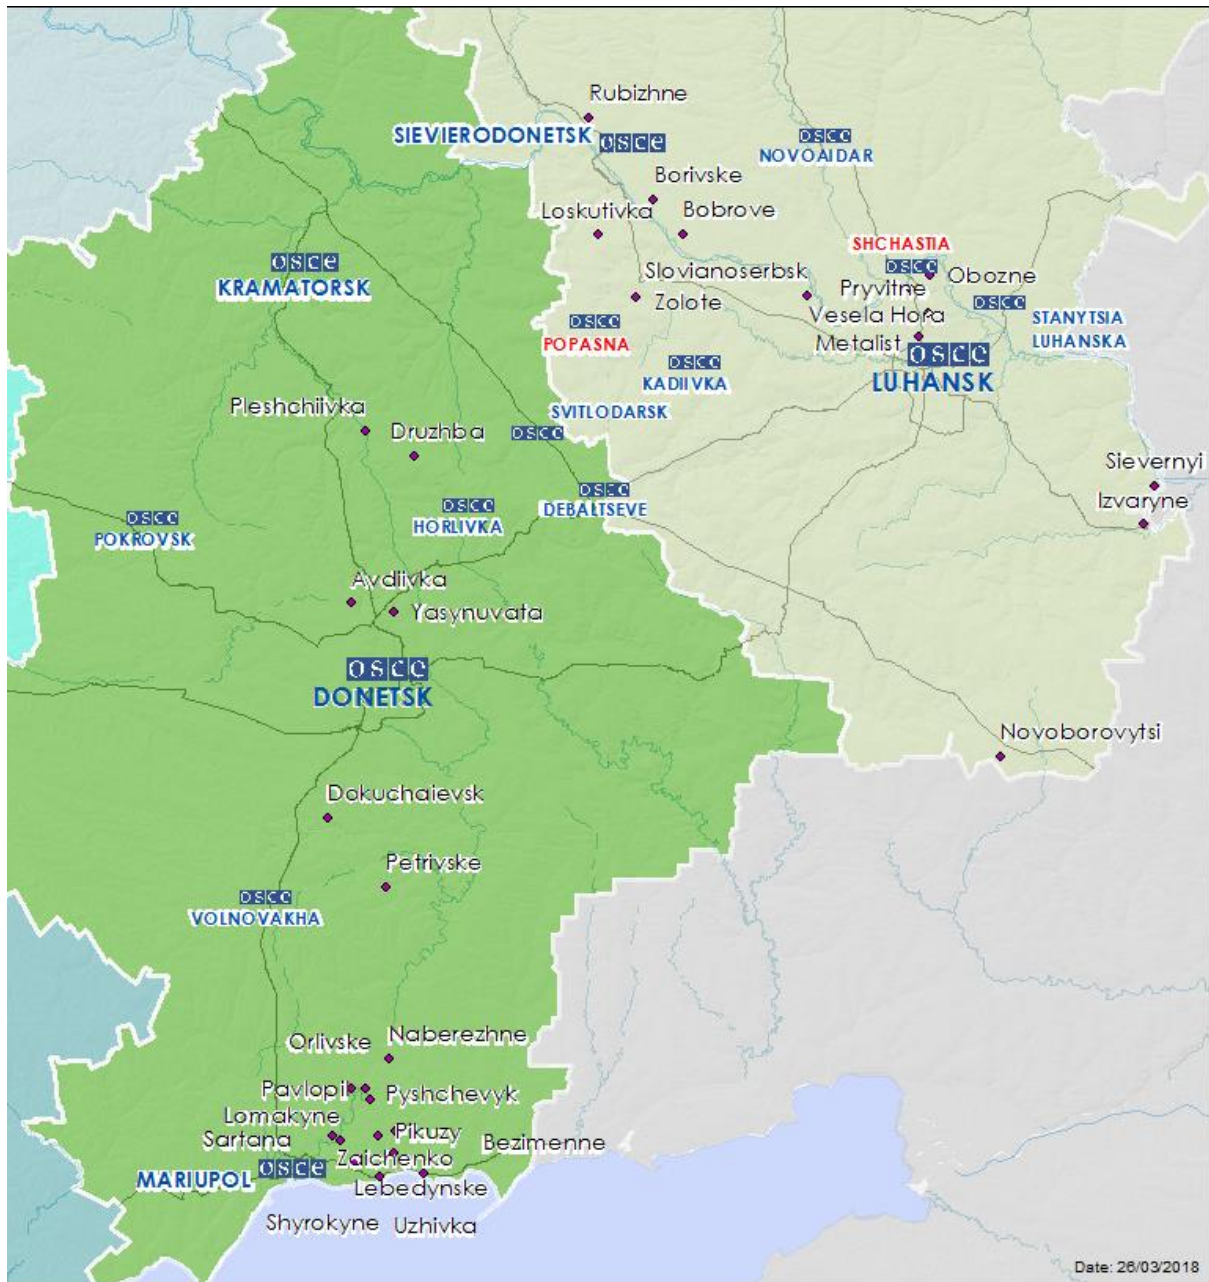 Rubizhne
SIEVIERODONETSK
osce
osce
NOVOAIDAR
Borivske
Loskutivka
Bobrove
SHCHASTIA
osce
KRAMATORSK
Slovianoserbsk
osce
Obozne
Pryvitne
Zolote
osce
Vesela Hora
STANYTSIA
LUHANSKA
osce
POPASNA
Metalist
osce
LUHANSK
osce
KADIIVKA
Pleshchiivka
SVITLODARSK
Druzhba
osce
Sievernyi
osce
DEBALTSEVE
Izvaryne
osce
HORLIVKA
osce
POKROVSK
Avdiivka
Yasynuvata
osce
DONETSK
Novoborovytsi
Dokuchaievsk
Petrivske
osce
VOLNOVAKHA
Orlivske
Naberezhne
Pavlopil
Pyshchevyk
Lomakyne
Sartana
Pikuzy
Bezimenne
Zaichenko
MARIUPOL
osce
Lebedynske
Shyrokyne
Uzhivka
Date: 26/03/2018